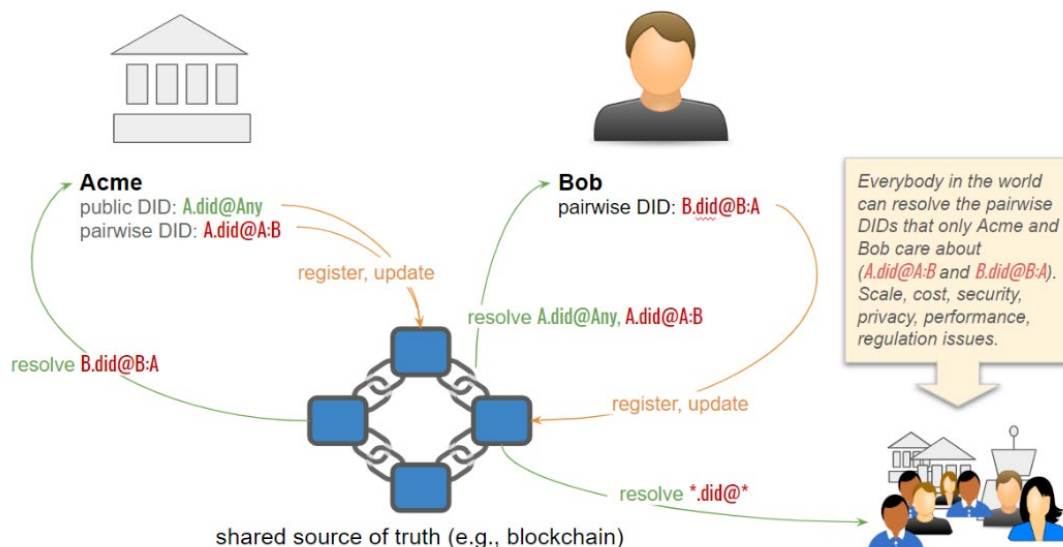 Acme
public DID: A.did@Any
pairwise DID: A.did@A:B
Bob
pairwise DID: B.did@B:A
register, update
resolve A.did@Any, A.did@A:B
resolve B.did@B:A
register, update
resolve *.did@*
shared source of truth (e.g., blockchain)
Everybody in the world
can resolve the pairwise
DIDs that only Acme and
Bob care about
(A.did@A:B and B.did@B:A).
Scale, cost, security,
privacy, performance,
regulation issues.